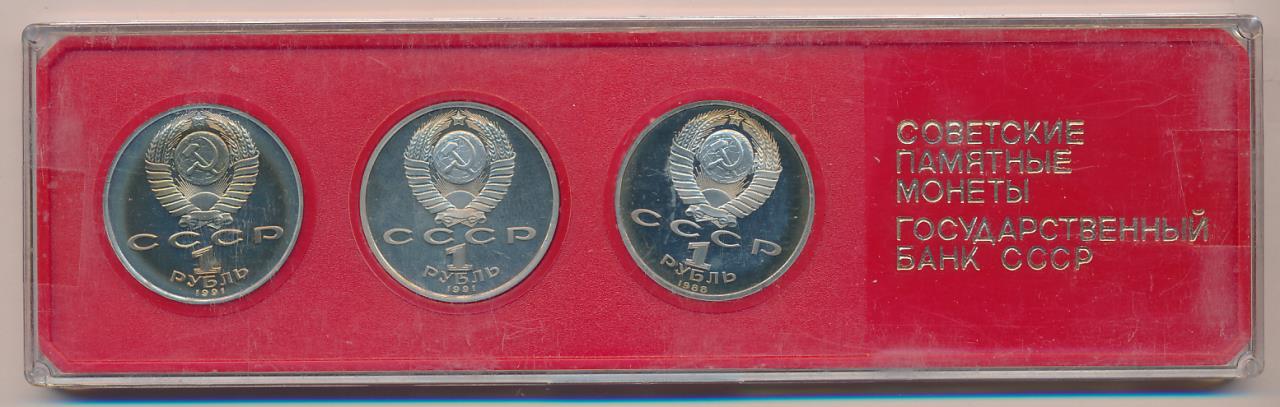 СССР
1
РУБЛЬ
1991
СССР
1
РУБЛЬ
1991
СССР
1
РУБЛЬ
1988
СОВЕТСКИЕ
ПАМЯТНЫЕ
МОНЕТЫ
ГОСУДАРСТВЕННЫЙ
БАНК СССР